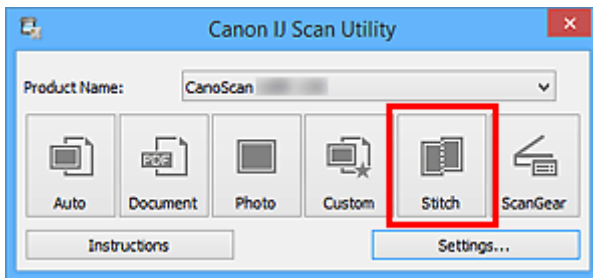 Canon IJ Scan Utility
Product Name: CanoScan
PDF
Auto Document Photo Custom Stitch ScanGear
Instructions Settings...